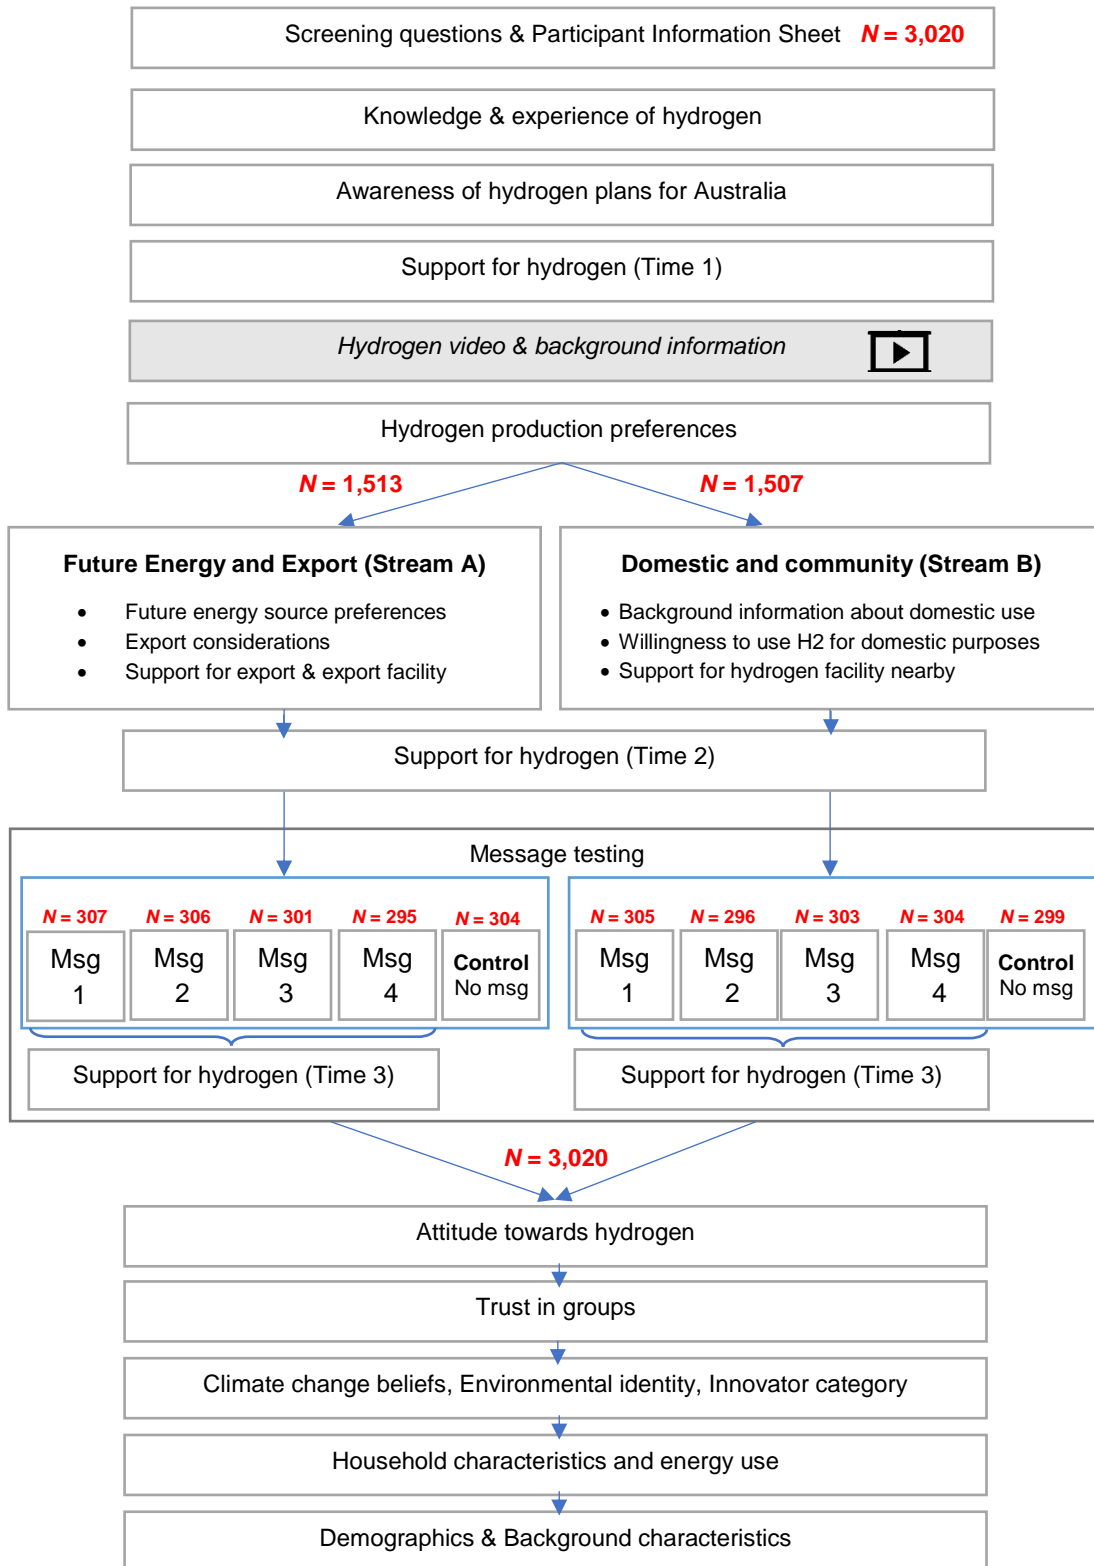 Screening questions & Participant Information Sheet N = 3,020
Knowledge & experience of hydrogen
Awareness of hydrogen plans for Australia
Support for hydrogen (Time 1)
Hydrogen video & background information
Hydrogen production preferences
N = 1,513
N = 1,507
Future Energy and Export (Stream A)
• Future energy source preferences
• Export considerations
• Support for export & export facility
Domestic and community (Stream B)
• Background information about domestic use
• Willingness to use H2 for domestic purposes
• Support for hydrogen facility nearby
Support for hydrogen (Time 2)
Message testing
N = 307
N = 306
N = 301
N = 295
N = 304
Msg
1
Msg
2
Msg
3
Msg
4
Control
No msg
Support for hydrogen (Time 3)
N = 305
N = 296
N = 303
N = 304
N = 299
Msg
1
Msg
2
Msg
3
Msg
4
Control
No msg
Support for hydrogen (Time 3)
N = 3,020
Attitude towards hydrogen
Trust in groups
Climate change beliefs, Environmental identity, Innovator category
Household characteristics and energy use
Demographics & Background characteristics